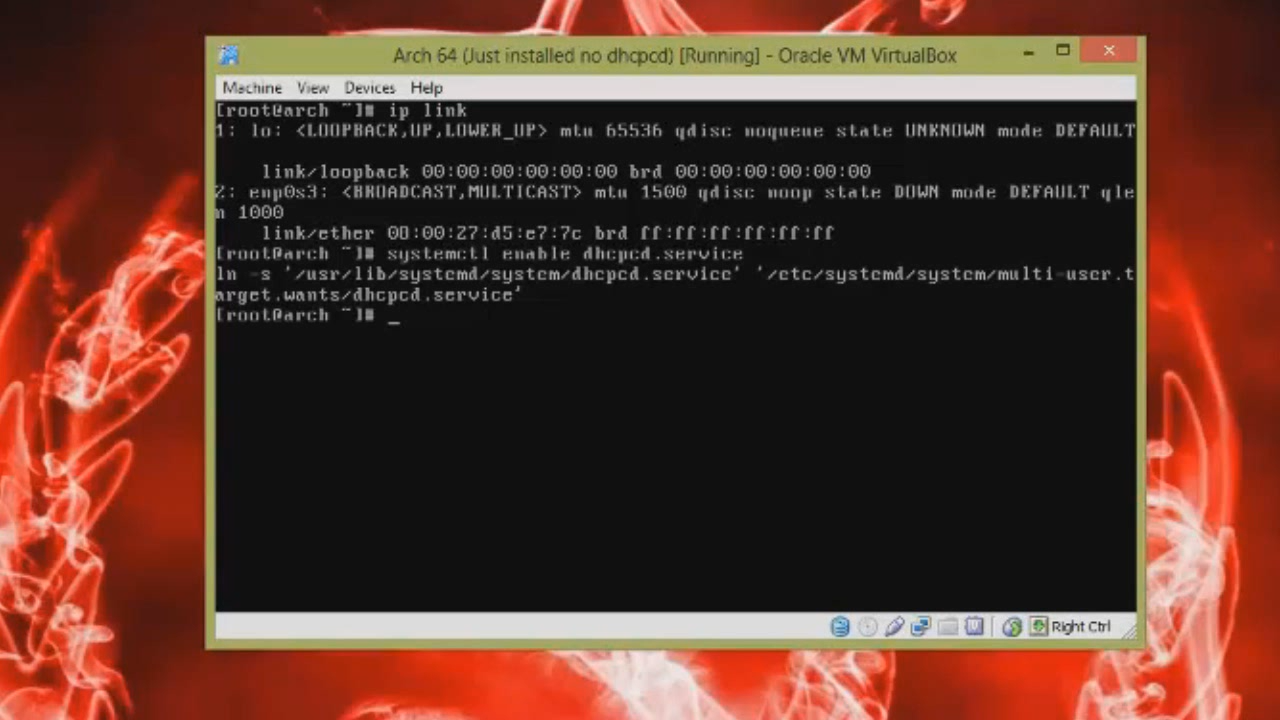 Arch 64 (Just installed no dhcpcd) [Running] - Oracle VM VirtualBox
Machine View Devices Help
[root@arch ~]# ip link
1: lo: <LOOPBACK,UP,LOWER_UP> mtu 65536 qdisc noqueue state UNKNOWN mode DEFAULT
link/loopback 00:00:00:00:00:00 brd 00:00:00:00:00:00
2: enp0s3: <BROADCAST,MULTICAST> mtu 1500 qdisc noop state DOWN mode DEFAULT qle
n 1000
link/ether 08:00:27:d5:e7:7c brd ff:ff:ff:ff:ff:ff
[root@arch ~]# systemctl enable dhcpcd.service
ln -s '/usr/lib/systemd/system/dhcpcd.service' '/etc/systemd/system/multi-user.t
arget.wants/dhcpcd.service'
[root@arch ~]# _
Right Ctrl